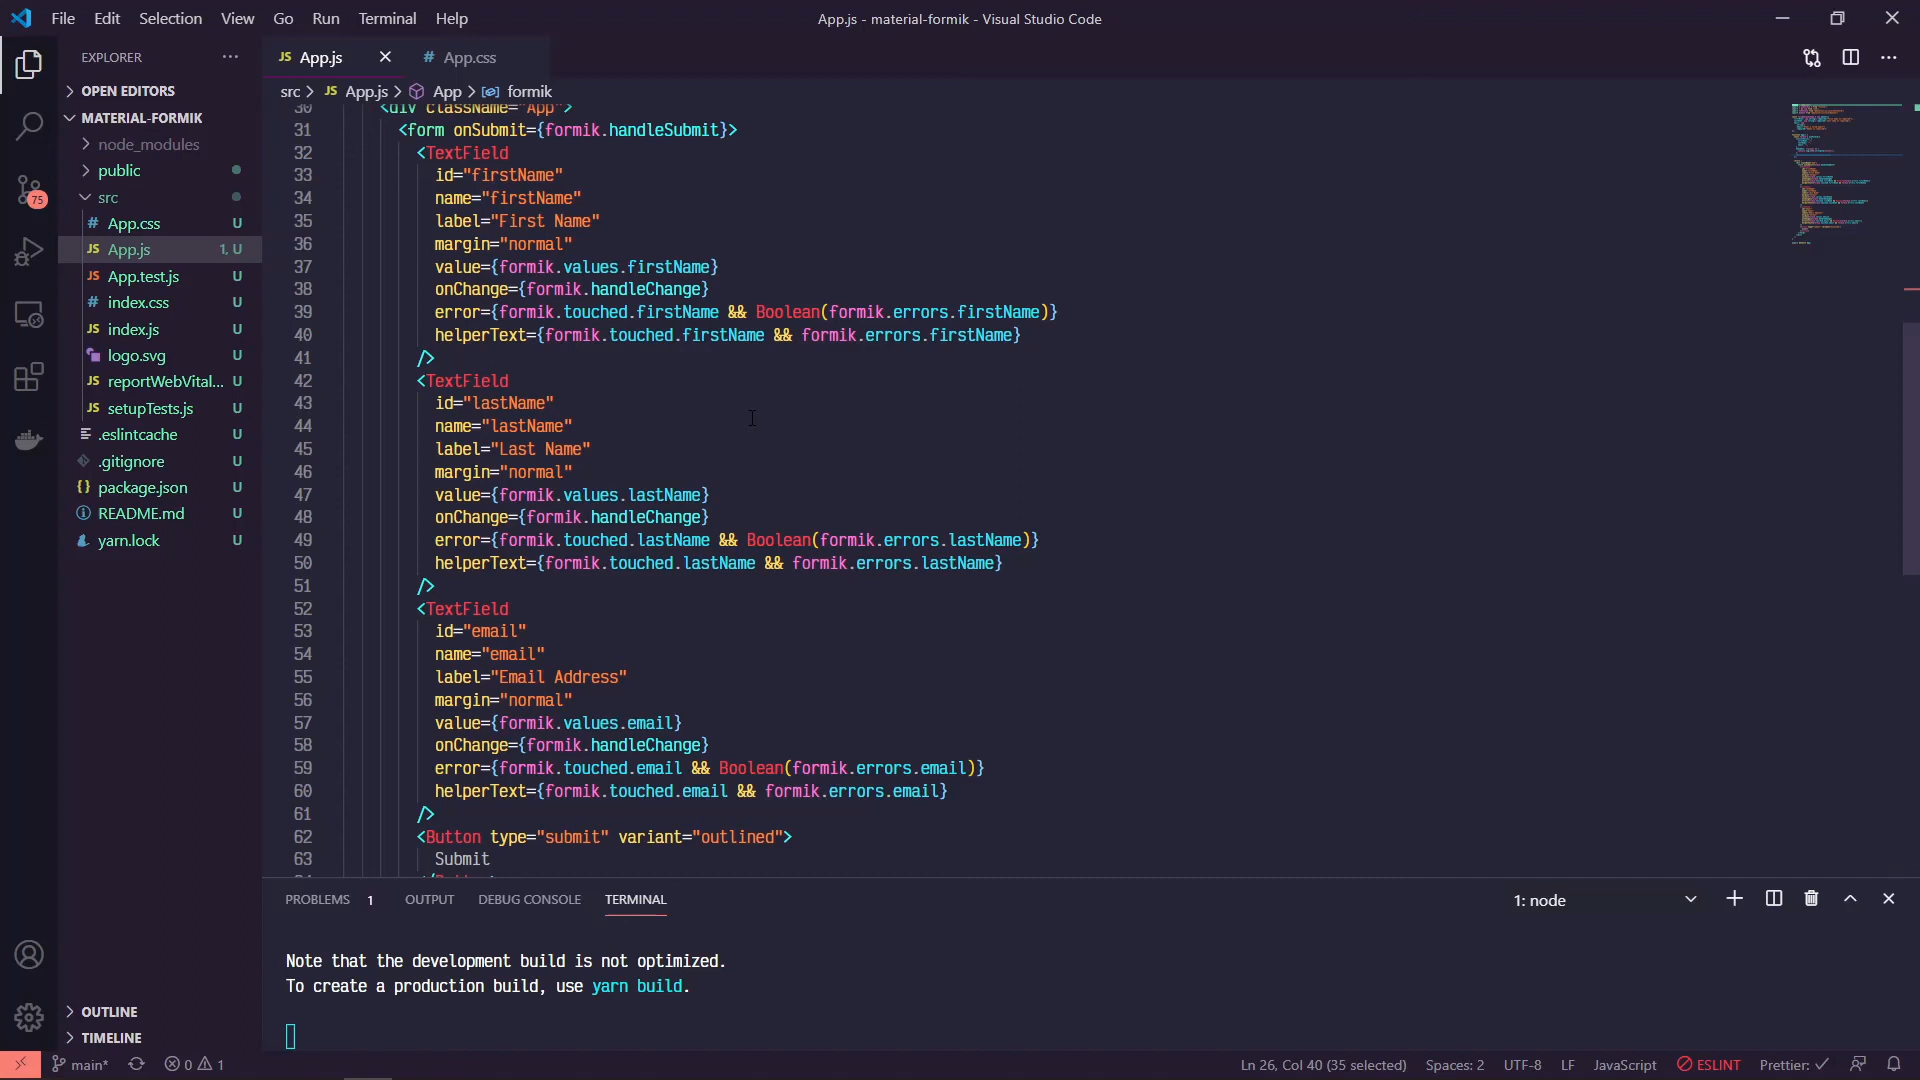 File Edit Selection View Go Run Terminal Help
App.js - material-formik - Visual Studio Code
EXPLORER
OPEN EDITORS
MATERIAL-FORMIK
node_modules
public
src
# App.css U
JS App.js 1, U
JS App.test.js U
# index.css U
JS index.js U
logo.svg U
JS reportWebVital... U
JS setupTests.js U
.eslintcache U
.gitignore U
{} package.json U
README.md U
yarn.lock U
75
OUTLINE
TIMELINE
JS App.js
# App.css
src > JS App.js > App > formik
30 <div className="App">
31 <form onSubmit={formik.handleSubmit}>
32 <TextField
33 id="firstName"
34 name="firstName"
35 label="First Name"
36 margin="normal"
37 value={formik.values.firstName}
38 onChange={formik.handleChange}
39 error={formik.touched.firstName && Boolean(formik.errors.firstName)}
40 helperText={formik.touched.firstName && formik.errors.firstName}
41 />
42 <TextField
43 id="lastName"
44 name="lastName"
45 label="Last Name"
46 margin="normal"
47 value={formik.values.lastName}
48 onChange={formik.handleChange}
49 error={formik.touched.lastName && Boolean(formik.errors.lastName)}
50 helperText={formik.touched.lastName && formik.errors.lastName}
51 />
52 <TextField
53 id="email"
54 name="email"
55 label="Email Address"
56 margin="normal"
57 value={formik.values.email}
58 onChange={formik.handleChange}
59 error={formik.touched.email && Boolean(formik.errors.email)}
60 helperText={formik.touched.email && formik.errors.email}
61 />
62 <Button type="submit" variant="outlined">
63 Submit
PROBLEMS 1 OUTPUT DEBUG CONSOLE TERMINAL
1: node
Note that the development build is not optimized.
To create a production build, use yarn build.
main* 0 1
Ln 26, Col 40 (35 selected) Spaces: 2 UTF-8 LF JavaScript ESLINT Prettier: ✓